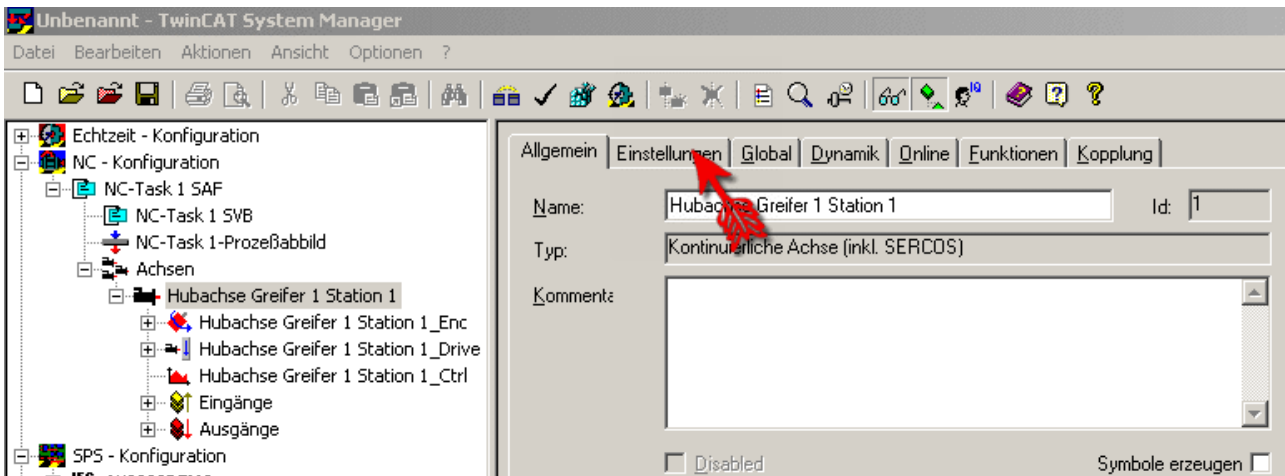 Unbenannt - TwinCAT System Manager
Datei Bearbeiten Aktionen Ansicht Optionen ?
Echtzeit - Konfiguration
NC - Konfiguration
NC-Task 1 SAF
NC-Task 1 SVB
NC-Task 1-Prozeßabbild
Achsen
Hubachse Greifer 1 Station 1
Hubachse Greifer 1 Station 1_Enc
Hubachse Greifer 1 Station 1_Drive
Hubachse Greifer 1 Station 1_Ctrl
Eingänge
Ausgänge
SPS - Konfiguration
Allgemein Einstellungen Global Dynamik Online Funktionen Kopplung
Name: Hubachse Greifer 1 Station 1 Id: 1
Typ: Kontinuierliche Achse (inkl. SERCOS)
Kommenta
Disabled Symbole erzeugen